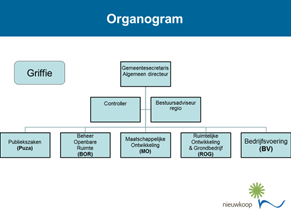 Organogram
Griffie
Gemeentesecretaris
Algemeen directeur
Controller
Bestuursadviseur
regio
Publiekszaken
(Puza)
Beheer
Openbare
Ruimte
(BOR)
Maatschappelijke
Ontwikkeling
(MO)
Ruimtelijke
Ontwikkeling
& Grondbedrijf
(ROG)
Bedrijfsvoering
(BV)
nieuwkoop